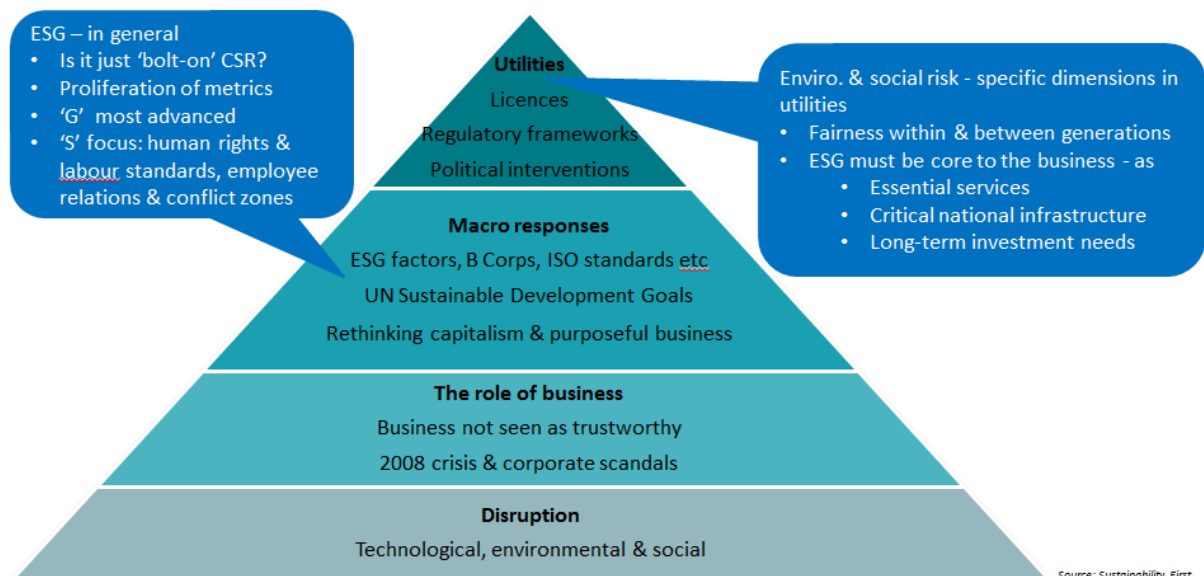 ESG – in general
• Is it just ‘bolt-on’ CSR?
• Proliferation of metrics
• ‘G’ most advanced
• ‘S’ focus: human rights &
labour standards, employee
relations & conflict zones
Utilities
Licences
Regulatory frameworks
Political interventions
Enviro. & social risk - specific dimensions in
utilities
• Fairness within & between generations
• ESG must be core to the business - as
• Essential services
• Critical national infrastructure
• Long-term investment needs
Macro responses
ESG factors, B Corps, ISO standards etc
UN Sustainable Development Goals
Rethinking capitalism & purposeful business
The role of business
Business not seen as trustworthy
2008 crisis & corporate scandals
Disruption
Technological, environmental & social
Source: Sustainability First